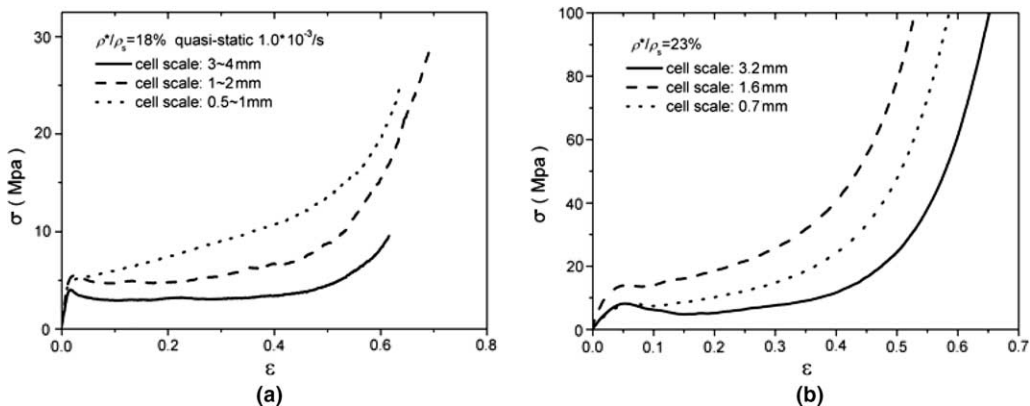 ρ*/ρs=18% quasi-static 1.0*10⁻³/s
cell scale: 3~4mm
cell scale: 1~2mm
cell scale: 0.5~1mm
30
20
10
0
σ ( Mpa )
0.0 0.2 0.4 0.6 0.8
ε
(a)
ρ*/ρs=23%
cell scale: 3.2mm
cell scale: 1.6mm
cell scale: 0.7mm
100
80
60
40
20
0
σ ( Mpa )
0.0 0.1 0.2 0.3 0.4 0.5 0.6 0.7
ε
(b)